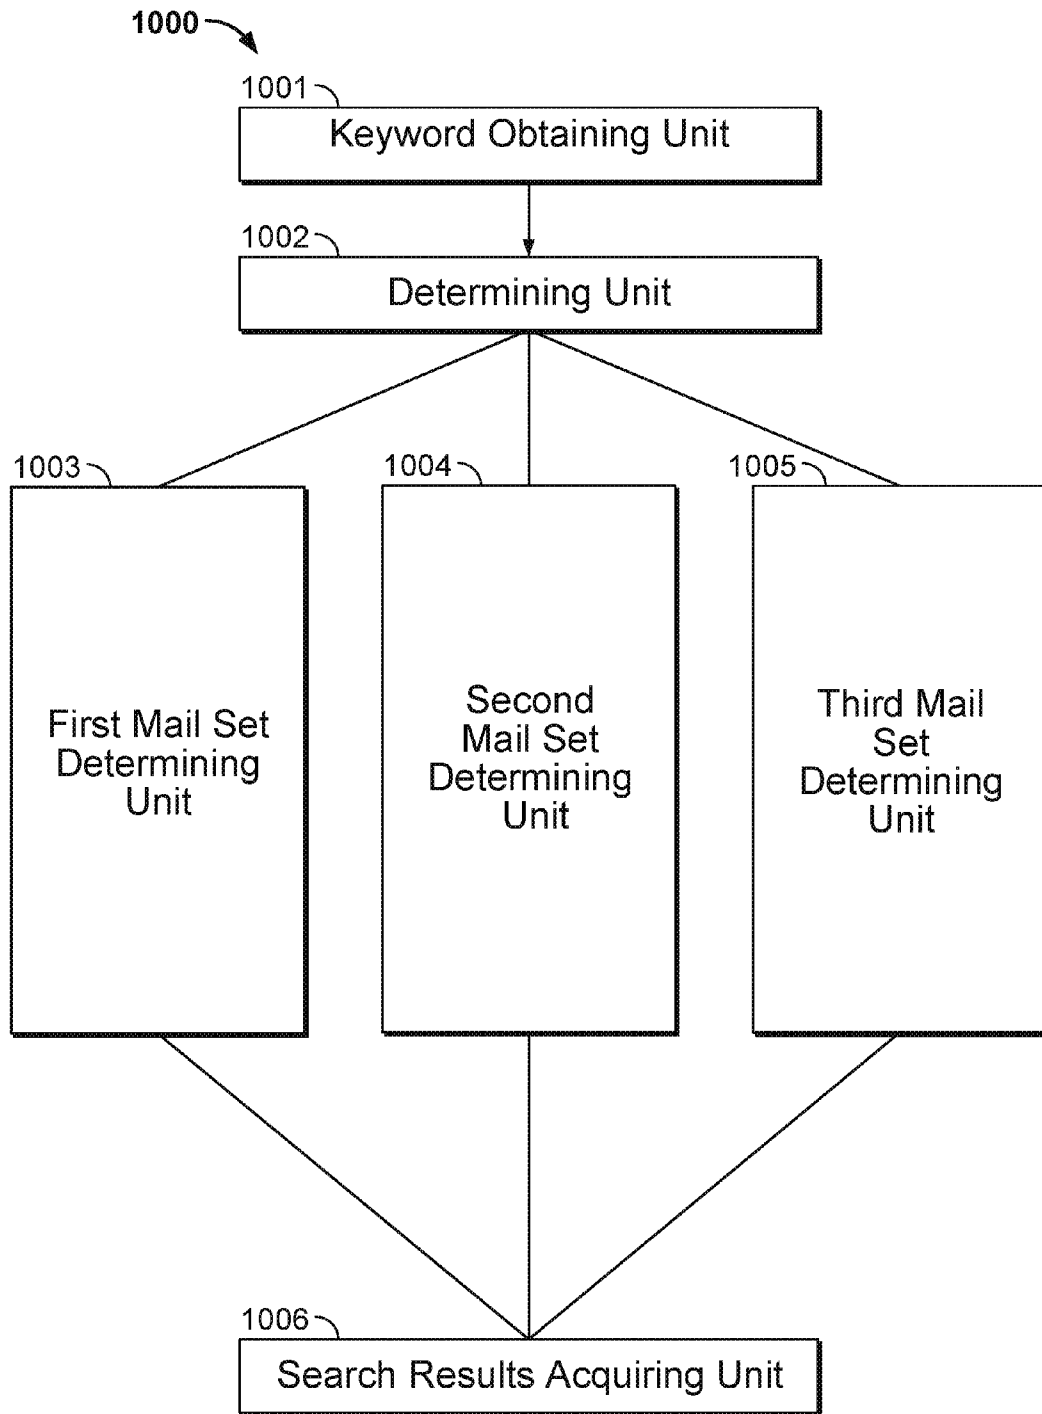 1000
1001
Keyword Obtaining Unit
1002
Determining Unit
1003
First Mail Set
Determining
Unit
1004
Second
Mail Set
Determining
Unit
1005
Third Mail
Set
Determining
Unit
1006
Search Results Acquiring Unit